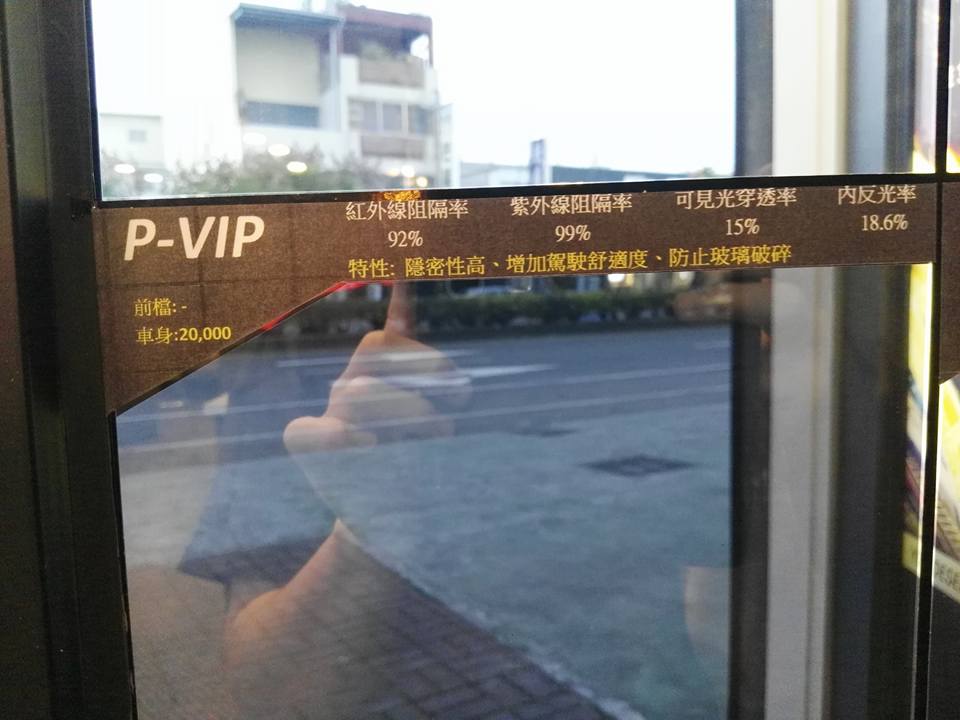 P-VIP
紅外線阻隔率 紫外線阻隔率 可見光穿透率 內反光率
92% 99% 15% 18.6%
特性: 隱密性高、增加駕駛舒適度、防止玻璃破碎
前檔: -
車身:20,000